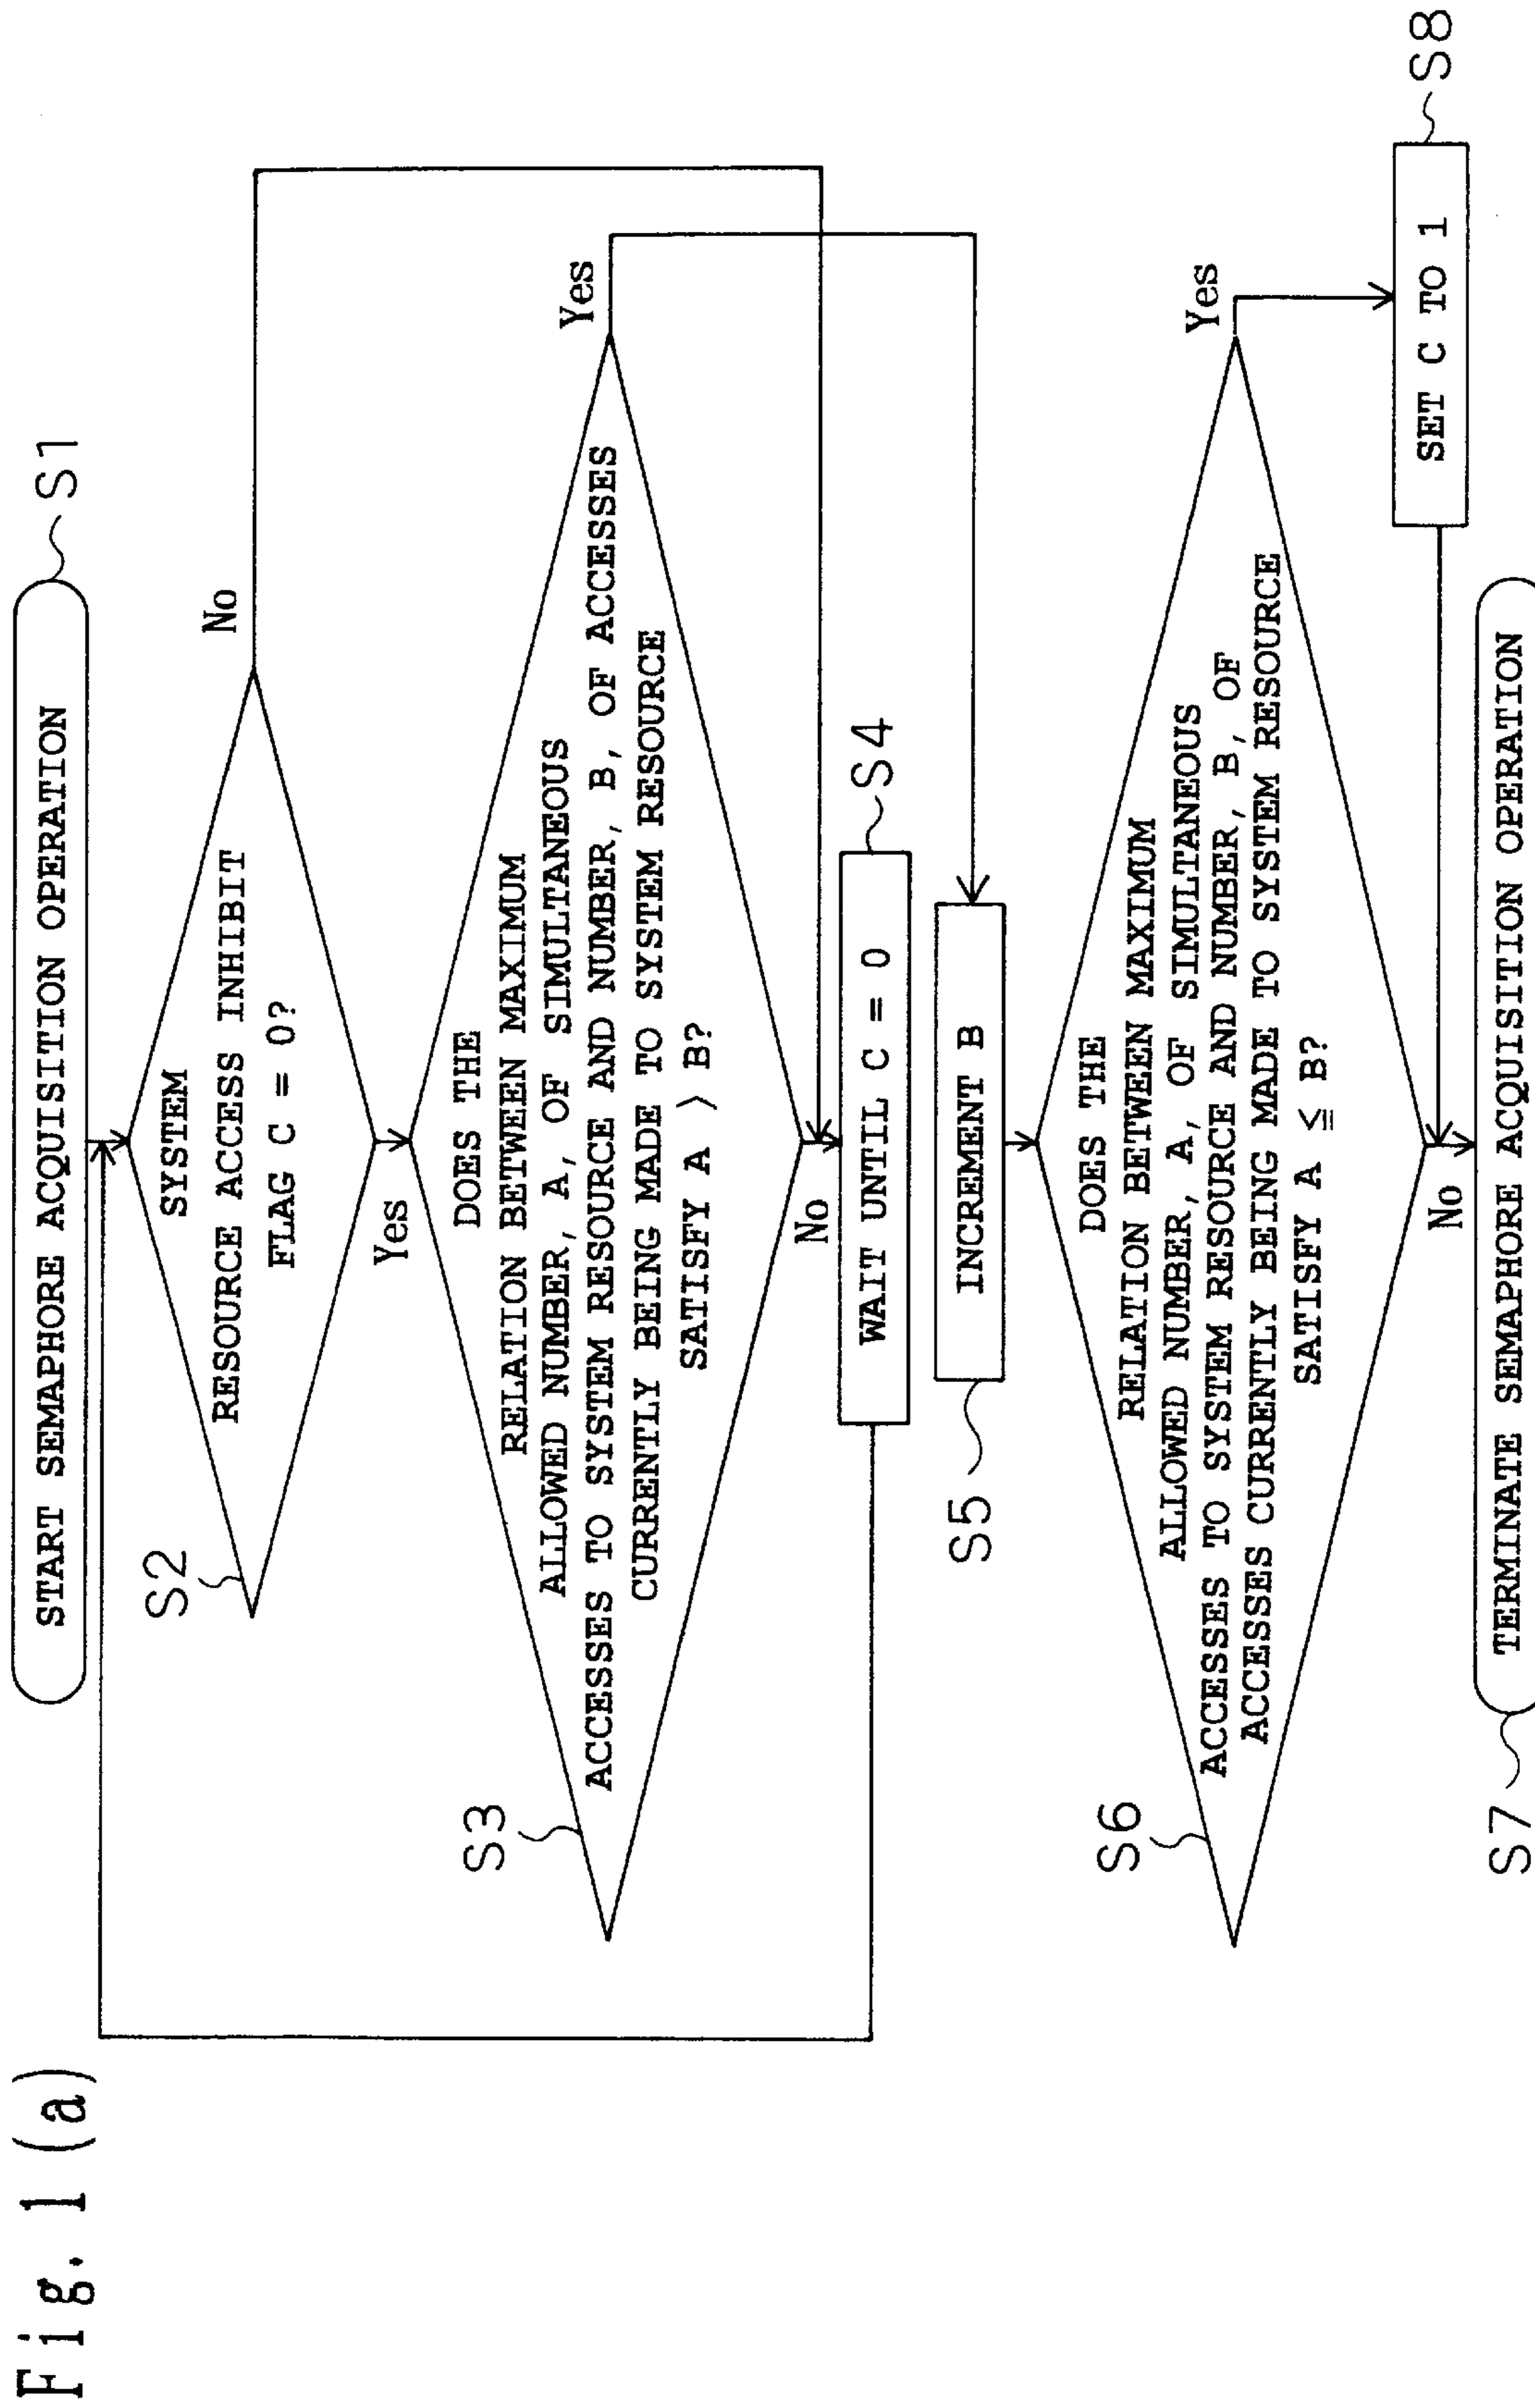 Fig. 1 (a)
START SEMAPHORE ACQUISITION OPERATION
S1
SYSTEM
RESOURCE ACCESS INHIBIT
FLAG C = 0?
S2
No
Yes
DOES THE
RELATION BETWEEN MAXIMUM
ALLOWED NUMBER, A, OF SIMULTANEOUS
ACCESSES TO SYSTEM RESOURCE AND NUMBER, B, OF ACCESSES
CURRENTLY BEING MADE TO SYSTEM RESOURCE
SATISFY A > B?
S3
Yes
No
WAIT UNTIL C = 0
S4
INCREMENT B
S5
DOES THE
RELATION BETWEEN MAXIMUM
ALLOWED NUMBER, A, OF SIMULTANEOUS
ACCESSES TO SYSTEM RESOURCE AND NUMBER, B, OF
ACCESSES CURRENTLY BEING MADE TO SYSTEM RESOURCE
SATISFY A ≦ B?
S6
Yes
No
SET C TO 1
S8
TERMINATE SEMAPHORE ACQUISITION OPERATION
S7